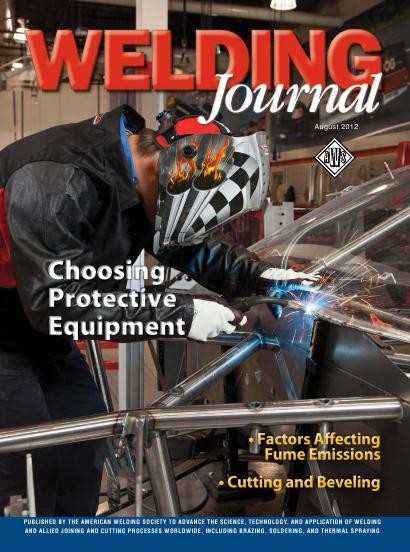 WELDING
Journal
August 2012
AWS
Choosing
Protective
Equipment
• Factors Affecting
Fume Emissions
• Cutting and Beveling
PUBLISHED BY THE AMERICAN WELDING SOCIETY TO ADVANCE THE SCIENCE, TECHNOLOGY, AND APPLICATION OF WELDING
AND ALLIED JOINING AND CUTTING PROCESSES WORLDWIDE, INCLUDING BRAZING, SOLDERING, AND THERMAL SPRAYING